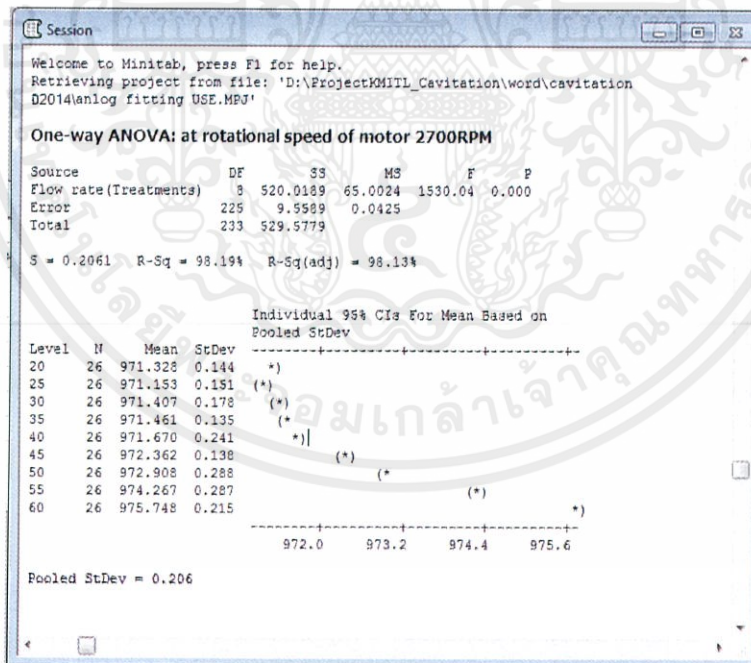 Session
Welcome to Minitab, press F1 for help.
Retrieving project from file: 'D:\ProjectKMITL_Cavitation\word\cavitation
D2014\anlog fitting USE.MPJ'
One-way ANOVA: at rotational speed of motor 2700RPM
Source DF SS MS F P
Flow rate(Treatments) 8 520.0189 65.0024 1530.04 0.000
Error 225 9.5589 0.0425
Total 233 529.5779
S = 0.2061 R-Sq = 98.19% R-Sq(adj) = 98.13%
Individual 95% CIs For Mean Based on
Pooled StDev
Level N Mean StDev ---------+---------+---------+---------+-
20 26 971.328 0.144 *)
25 26 971.153 0.151 (*)
30 26 971.407 0.178 (*)
35 26 971.461 0.135 (*
40 26 971.670 0.241 *)
45 26 972.362 0.138 (*)
50 26 972.908 0.288 (*
55 26 974.267 0.287 (*)
60 26 975.748 0.215 *)
---------+---------+---------+---------+-
972.0 973.2 974.4 975.6
Pooled StDev = 0.206